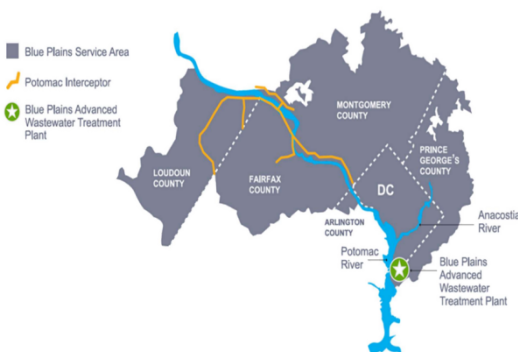 Blue Plains Service Area
Potomac Interceptor
Blue Plains Advanced
Wastewater Treatment
Plant
MONTGOMERY
COUNTY
PRINCE
GEORGE'S
COUNTY
LOUDOUN
COUNTY
FAIRFAX
COUNTY
DC
ARLINGTON
COUNTY
Anacostia
River
Potomac
River
Blue Plains
Advanced
Wastewater
Treatment Plant